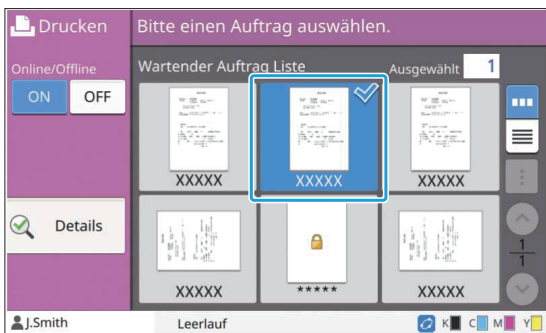 Drucken
Bitte einen Auftrag auswählen.
Online/Offline
Wartender Auftrag Liste
Ausgewählt 1
ON OFF
XXXXX XXXXX XXXXX
Details
1
1
XXXXX ***** XXXXX
J.Smith Leerlauf K C M Y